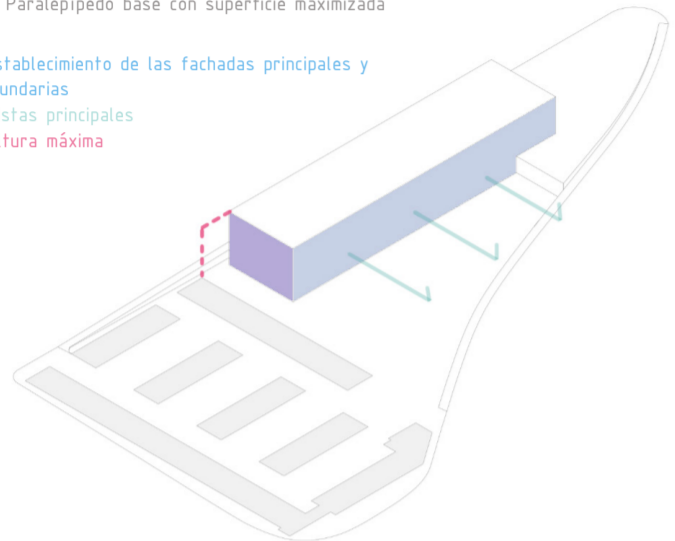 Paralepípedo base con superficie maximizada
stablecimiento de las fachadas principales y
undarias
stas principales
tura máxima